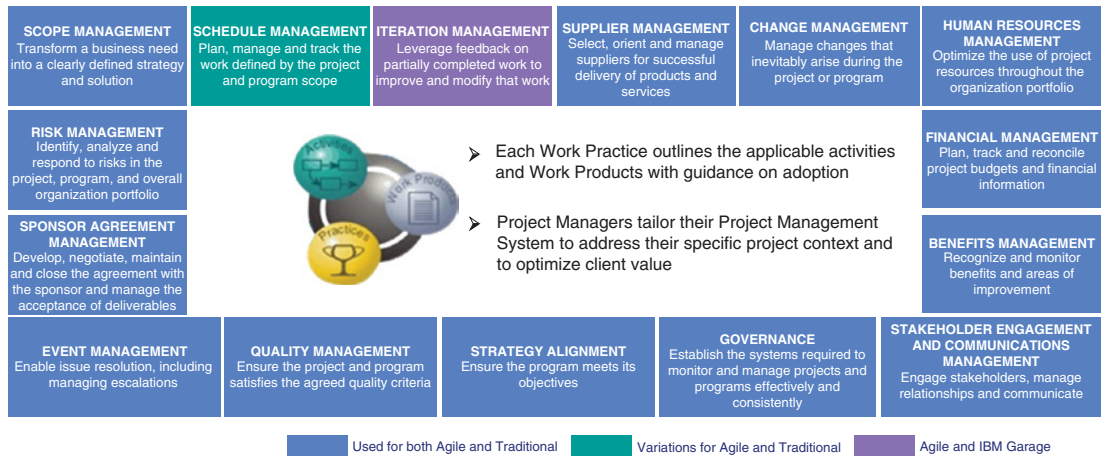 SCOPE MANAGEMENT
Transform a business need
into a clearly defined strategy
and solution
SCHEDULE MANAGEMENT
Plan, manage and track the
work defined by the project
and program scope
ITERATION MANAGEMENT
Leverage feedback on
partially completed work to
improve and modify that work
SUPPLIER MANAGEMENT
Select, orient and manage
suppliers for successful
delivery of products and
services
CHANGE MANAGEMENT
Manage changes that
inevitably arise during the
project or program
HUMAN RESOURCES
MANAGEMENT
Optimize the use of project
resources throughout the
organization portfolio
RISK MANAGEMENT
Identify, analyze and
respond to risks in the
project, program, and overall
organization portfolio
Activities
Work Products
Practices
➢ Each Work Practice outlines the applicable activities
and Work Products with guidance on adoption
➢ Project Managers tailor their Project Management
System to address their specific project context and
to optimize client value
FINANCIAL MANAGEMENT
Plan, track and reconcile
project budgets and financial
information
SPONSOR AGREEMENT
MANAGEMENT
Develop, negotiate, maintain
and close the agreement with
the sponsor and manage the
acceptance of deliverables
BENEFITS MANAGEMENT
Recognize and monitor
benefits and areas of
improvement
EVENT MANAGEMENT
Enable issue resolution, including
managing escalations
QUALITY MANAGEMENT
Ensure the project and program
satisfies the agreed quality criteria
STRATEGY ALIGNMENT
Ensure the program meets its
objectives
GOVERNANCE
Establish the systems required to
monitor and manage projects and
programs effectively and
consistently
STAKEHOLDER ENGAGEMENT
AND COMMUNICATIONS
MANAGEMENT
Engage stakeholders, manage
relationships and communicate
Used for both Agile and Traditional
Variations for Agile and Traditional
Agile and IBM Garage